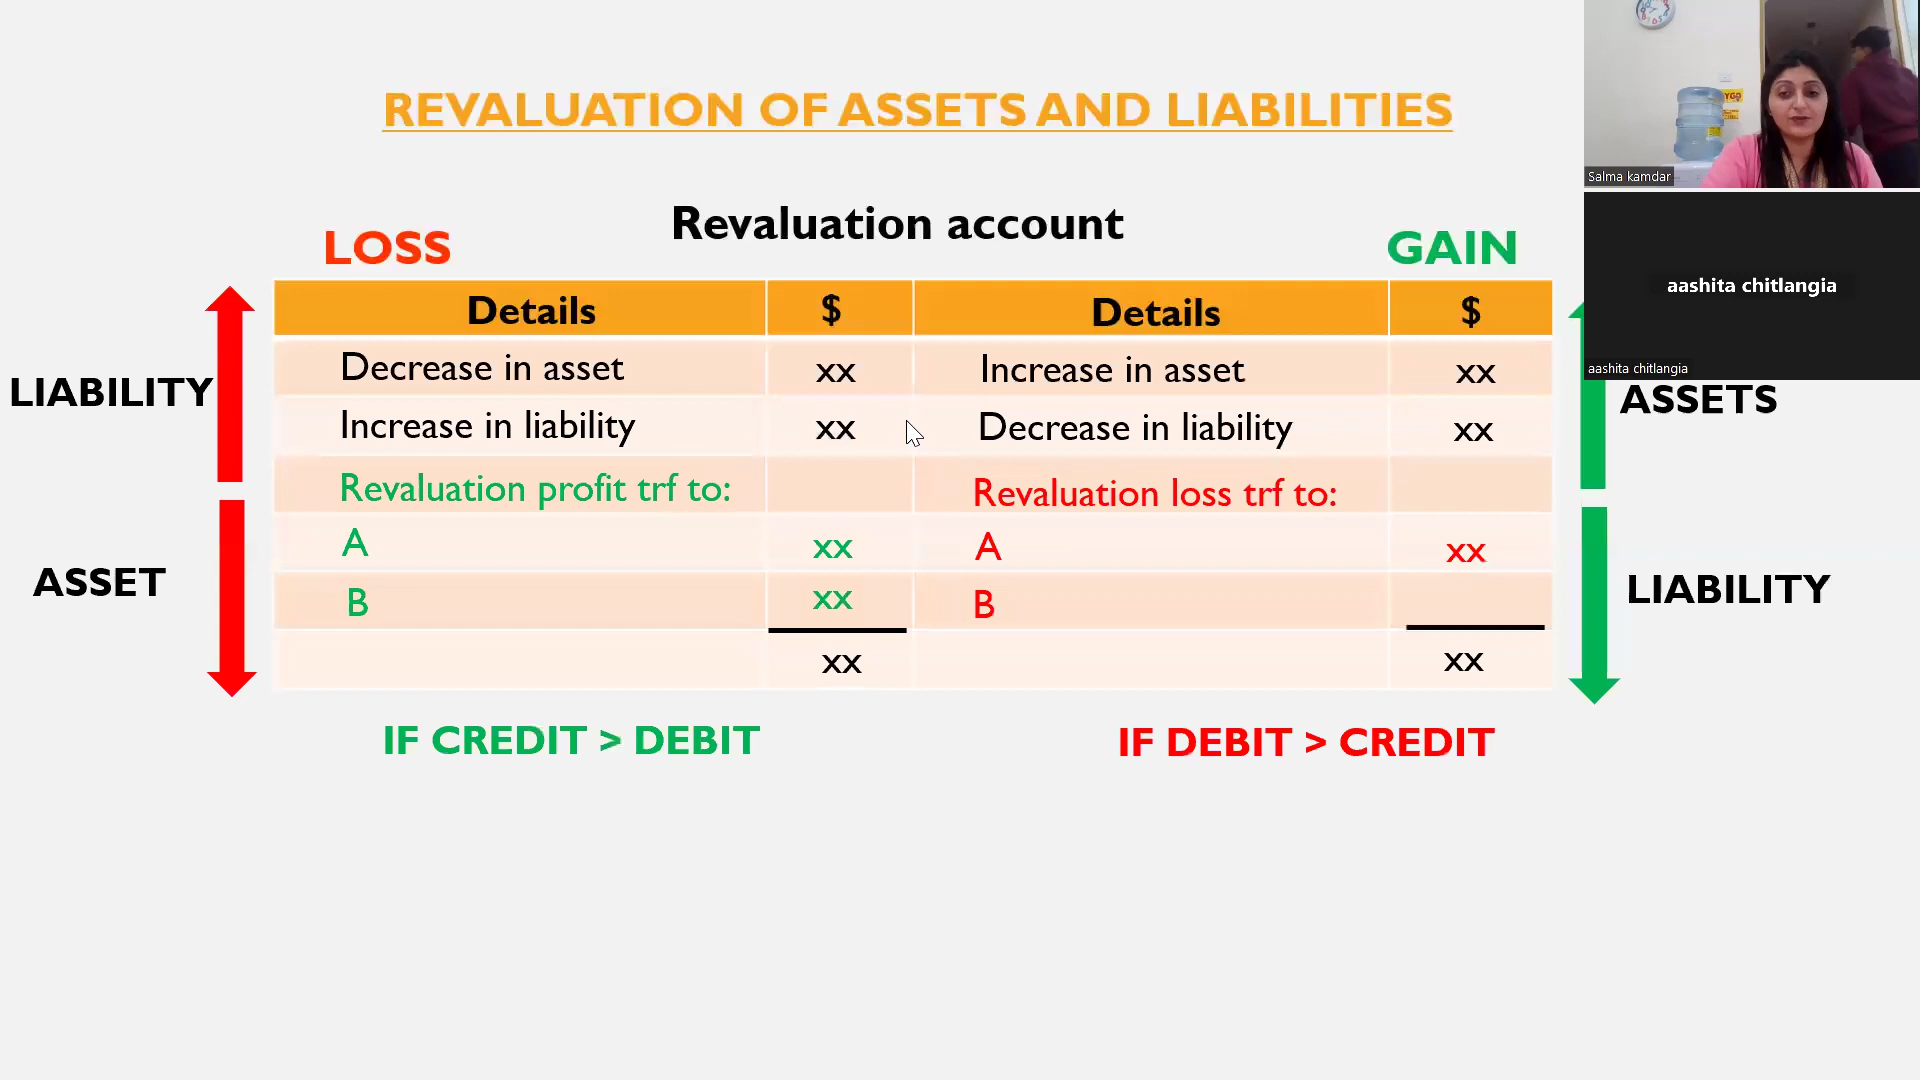 REVALUATION OF ASSETS AND LIABILITIES
Salma kamdar
Revaluation account
LOSS
GAIN
aashita chitlangia
aashita chitlangia
Details $ Details $
Decrease in asset xx Increase in asset xx
LIABILITY
ASSETS
Increase in liability xx Decrease in liability xx
Revaluation profit trf to: Revaluation loss trf to:
A xx A xx
ASSET
LIABILITY
B xx B
xx xx
IF CREDIT > DEBIT
IF DEBIT > CREDIT